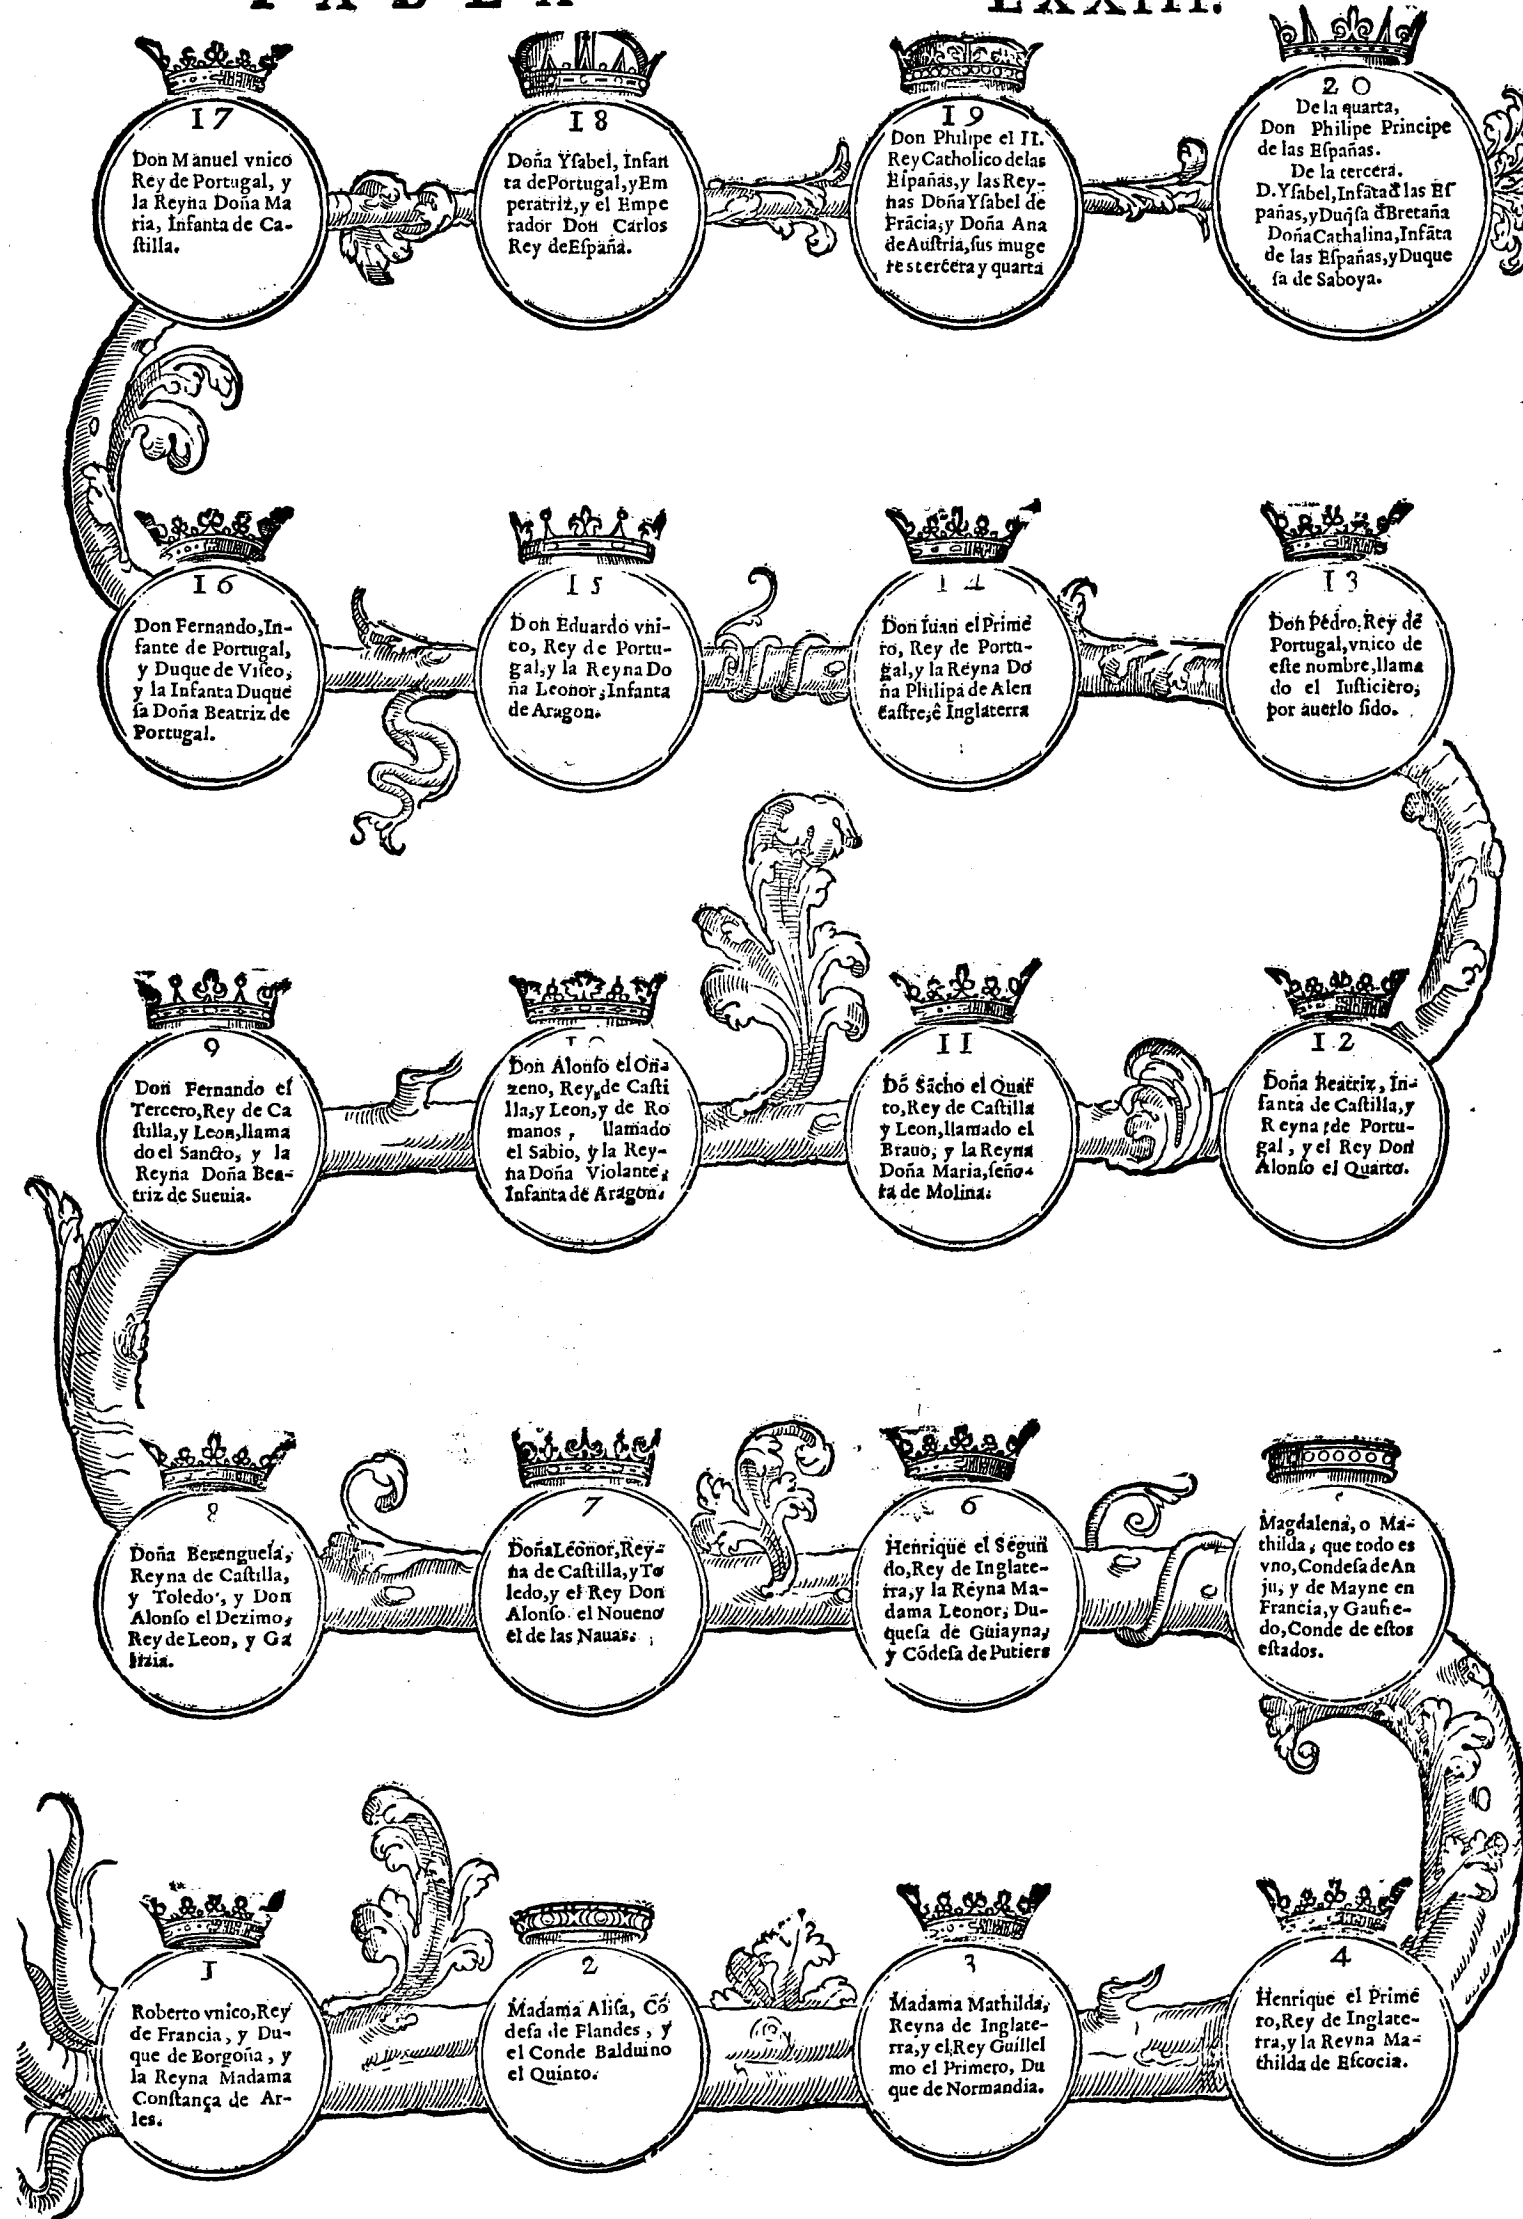 TABLA LXXIII.
17
Don Manuel vnico
Rey de Portugal, y
la Reyna Doña Ma
ria, Infanta de Ca-
ſtilla.
18
Doña Yſabel, Infan
ta de Portugal, y Em
peratriz, y el Empe
rador Don Carlos
Rey de Eſpaña.
19
Don Philipe el II.
Rey Catholico delas
Eſpañas, y las Rey-
nas Doña Yſabel de
Frãcia, y Doña Ana
de Auſtria, ſus muge
res tercera y quarta
20
De la quarta,
Don Philipe Principe
de las Eſpañas.
De la tercera.
D. Yſabel, Infãta đ las Eſ
pañas, y Duq̃ſa đ Bretaña
Doña Cathalina, Infãta
de las Eſpañas, y Duque
ſa de Saboya.
16
Don Fernando, In-
fante de Portugal,
y Duque de Viſeo,
y la Infanta Duque
ſa Doña Beatriz de
Portugal.
15
Don Eduardo vni-
co, Rey de Portu-
gal, y la Reyna Do
ña Leonor, Infanta
de Aragon.
14
Don Iuan el Prime
ro, Rey de Portu-
gal, y la Reyna Do
ña Philipa de Alen
caſtre, ê Inglaterra
13
Don Pedro, Rey de
Portugal, vnico de
eſte nombre, llama
do el Iuſticiero,
por auerlo ſido.
9
Don Fernando el
Tercero, Rey de Ca
ſtilla, y Leon, llama
do el Sancto, y la
Reyna Doña Bea-
triz de Sueuia.
10
Don Alonſo el On-
zeno, Rey de Caſti
lla, y Leon, y de Ro
manos, llamado
el Sabio, y la Rey-
na Doña Violante,
Infanta de Aragon.
11
Dõ Sãcho el Quar
to, Rey de Caſtilla
y Leon, llamado el
Brauo, y la Reyna
Doña Maria, ſeño-
ra de Molina.
12
Doña Beatriz, In-
fanta de Caſtilla, y
Reyna de Portu-
gal, y el Rey Don
Alonſo el Quarto.
8
Doña Berenguela,
Reyna de Caſtilla,
y Toledo, y Don
Alonſo el Dezimo,
Rey de Leon, y Ga
lizia.
7
Doña Leonor, Rey-
na de Caſtilla, y To
ledo, y el Rey Don
Alonſo el Noueno
el de las Nauas.
6
Henrique el Segun
do, Rey de Inglate-
rra, y la Reyna Ma-
dama Leonor, Du-
queſa de Guiayna,
y Cõdeſa de Putiers
5
Magdalena, o Ma-
thilda, que todo es
vno, Condeſa de An
ju, y de Mayne en
Francia, y Gaufre-
do, Conde de eſtos
eſtados.
1
Roberto vnico, Rey
de Francia, y Du-
que de Borgoña, y
la Reyna Madama
Conſtança de Ar-
les.
2
Madama Aliſa, Cõ
deſa de Flandes, y
el Conde Balduino
el Quinto.
3
Madama Mathilda,
Reyna de Inglate-
rra, y el Rey Guillel
mo el Primero, Du
que de Normandia.
4
Henrique el Prime
ro, Rey de Inglate-
rra, y la Reyna Ma-
thilda de Eſcocia.